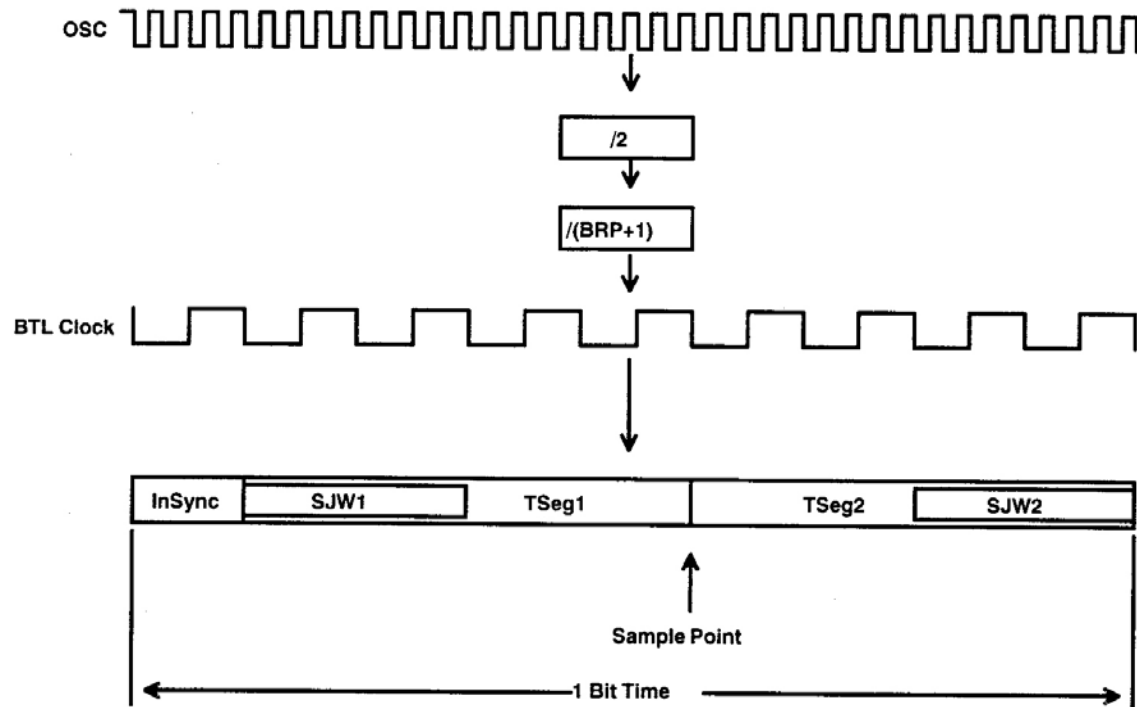 OSC
/2
/(BRP+1)
BTL Clock
InSync SJW1 TSeg1 TSeg2 SJW2
Sample Point
1 Bit Time